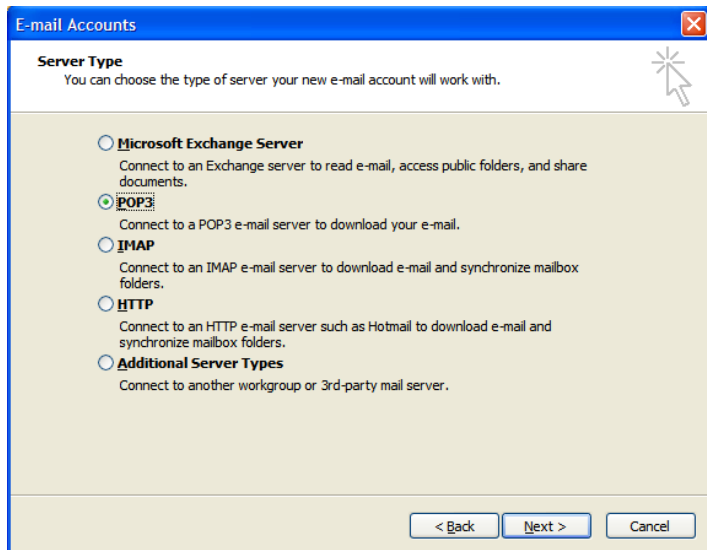 E-mail Accounts
Server Type
You can choose the type of server your new e-mail account will work with.
Microsoft Exchange Server
Connect to an Exchange server to read e-mail, access public folders, and share
documents.
POP3
Connect to a POP3 e-mail server to download your e-mail.
IMAP
Connect to an IMAP e-mail server to download e-mail and synchronize mailbox
folders.
HTTP
Connect to an HTTP e-mail server such as Hotmail to download e-mail and
synchronize mailbox folders.
Additional Server Types
Connect to another workgroup or 3rd-party mail server.
< Back Next > Cancel